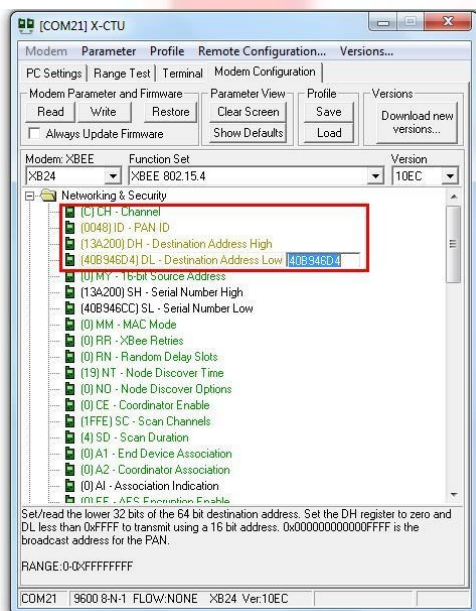 [COM21] X-CTU
Modem Parameter Profile Remote Configuration... Versions...
PC Settings Range Test Terminal Modem Configuration
Modem Parameter and Firmware Parameter View Profile Versions
Read Write Restore Clear Screen Save Download new versions...
Always Update Firmware Show Defaults Load
Modem: XBEE Function Set Version
XB24 XBEE 802.15.4 10EC
Networking & Security
(C) CH - Channel
(0048) ID - PAN ID
(13A200) DH - Destination Address High
(40B946D4) DL - Destination Address Low 40B946D4
(0) MY - 16-bit Source Address
(13A200) SH - Serial Number High
(40B946CC) SL - Serial Number Low
(0) MM - MAC Mode
(0) RR - XBee Retries
(0) RN - Random Delay Slots
(19) NT - Node Discover Time
(0) NO - Node Discover Options
(0) CE - Coordinator Enable
(1FFE) SC - Scan Channels
(4) SD - Scan Duration
(0) A1 - End Device Association
(0) A2 - Coordinator Association
(0) AI - Association Indication
(0) EE - AES Encryption Enable
Set/read the lower 32 bits of the 64 bit destination address. Set the DH register to zero and
DL less than 0xFFFF to transmit using a 16 bit address. 0x000000000000FFFF is the
broadcast address for the PAN.
RANGE:0-0XFFFFFFFF
COM21 9600 8-N-1 FLOW:NONE XB24 Ver:10EC